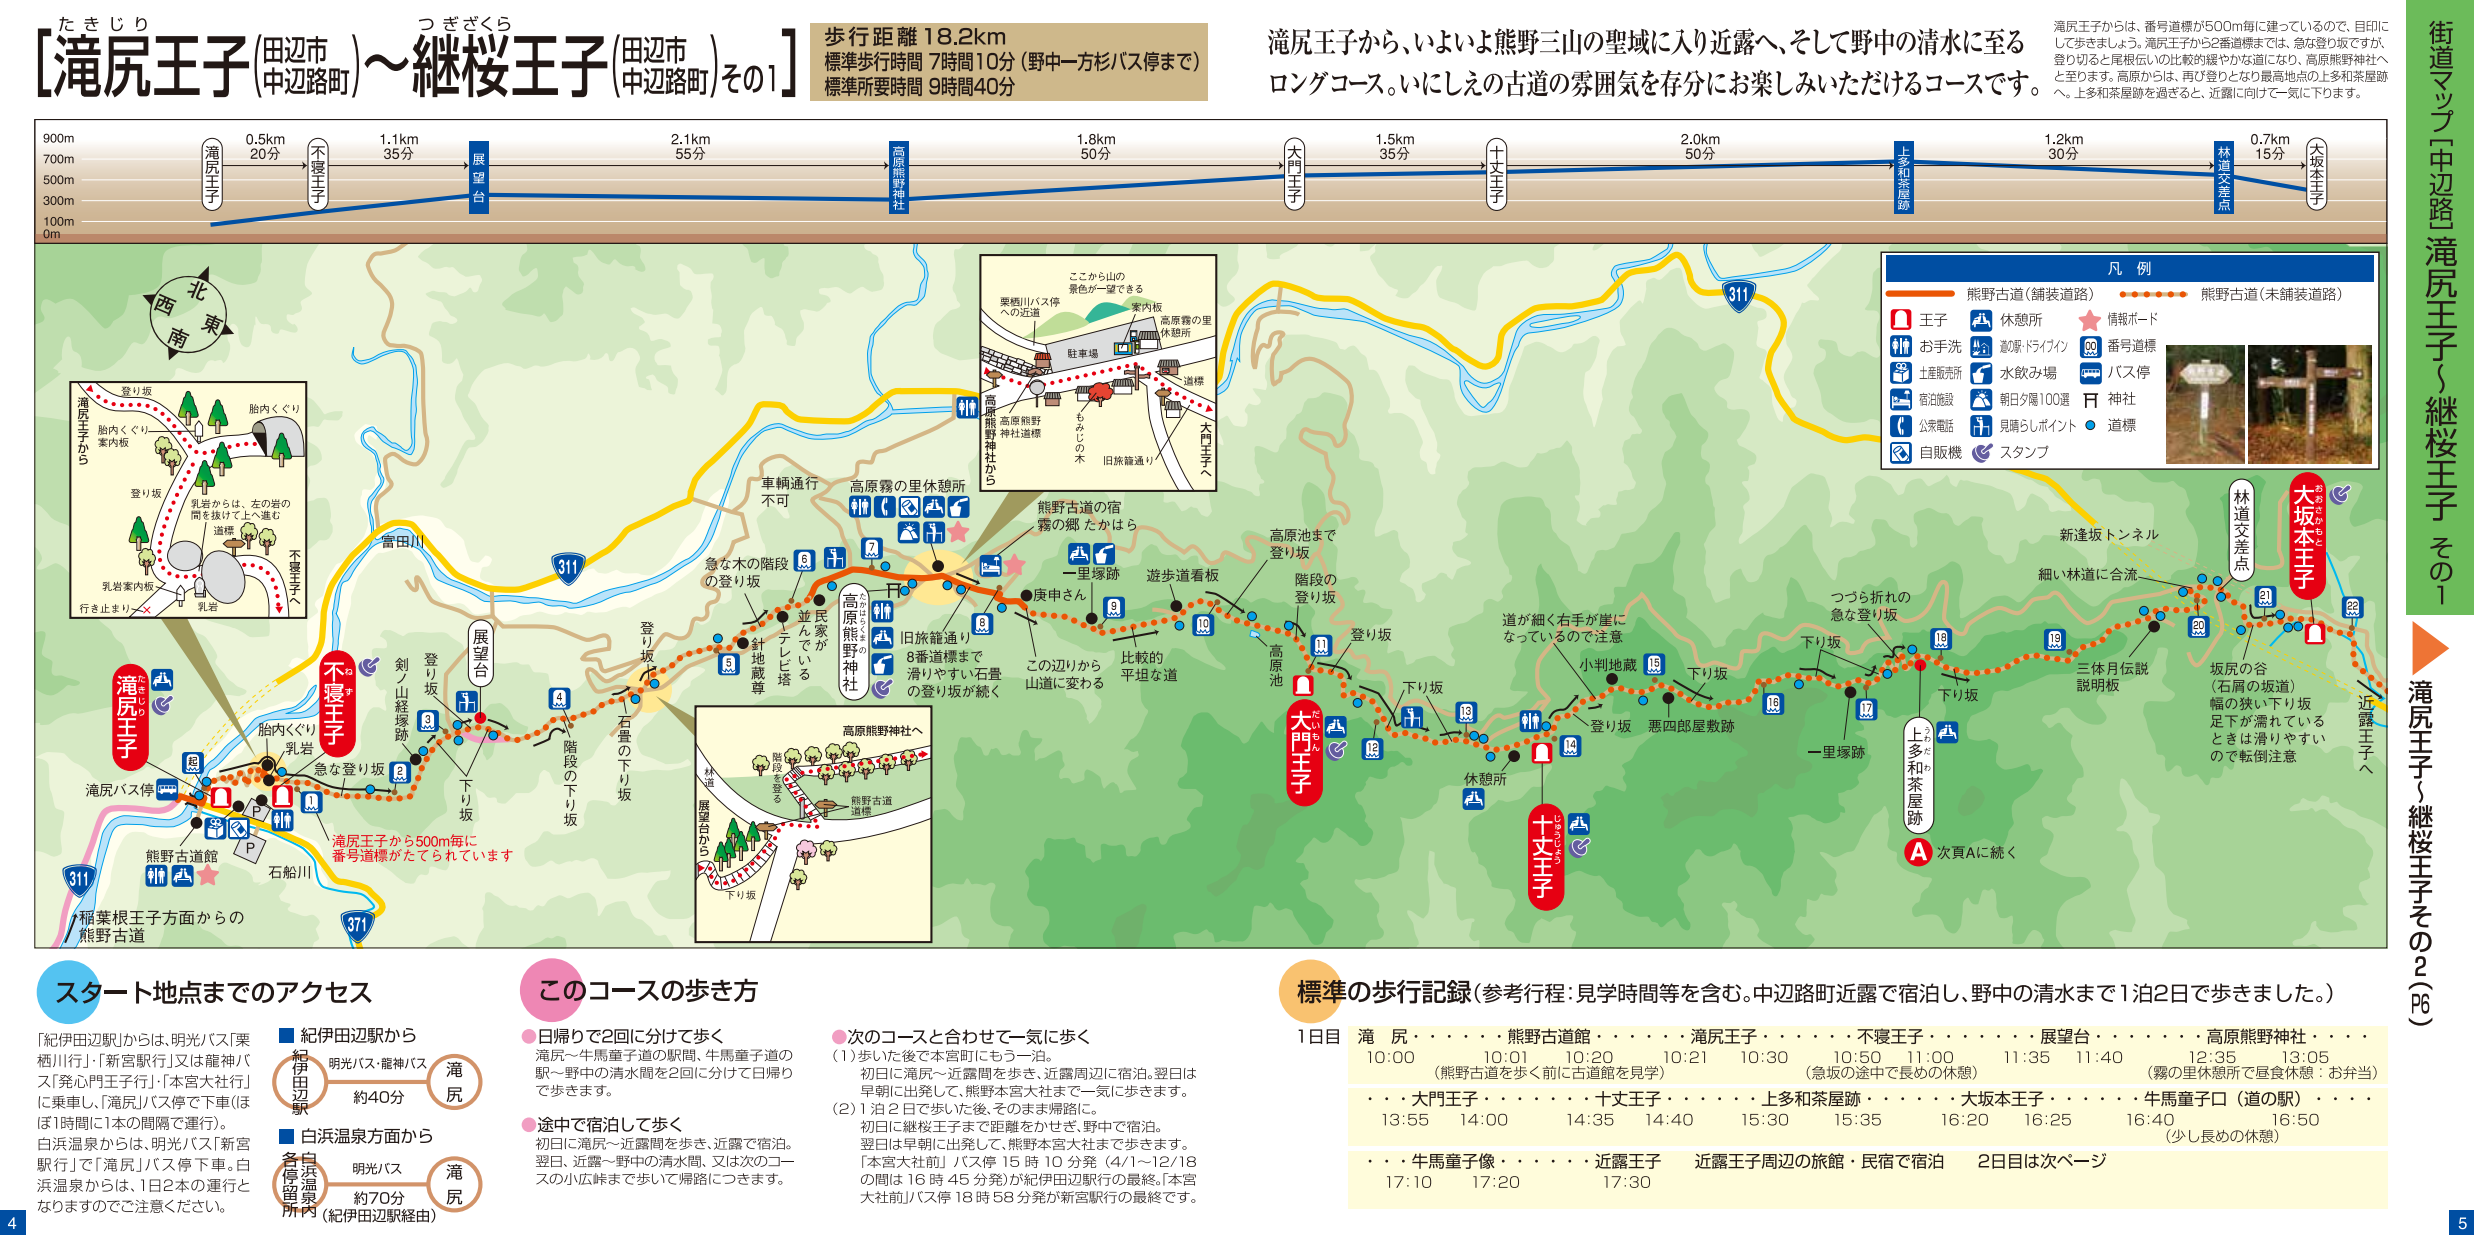 [滝尻王子(田辺市中辺路町)〜継桜王子(田辺市中辺路町)その1]
たきじり
つぎざくら
歩行距離 18.2km
標準歩行時間 7時間10分(野中一方杉バス停まで)
標準所要時間 9時間40分
滝尻王子から、いよいよ熊野三山の聖域に入り近露へ、そして野中の清水に至る
ロングコース。いにしえの古道の雰囲気を存分にお楽しみいただけるコースです。
滝尻王子からは、番号道標が500m毎に建っているので、目印に
して歩きましょう。滝尻王子から2番道標までは、急な登り坂ですが、
登り切ると尾根伝いの比較的緩やかな道になり、高原熊野神社へ
と至ります。高原からは、再び登りとなり最高地点の上多和茶屋跡
へ。上多和茶屋跡を過ぎると、近露に向けて一気に下ります。
街道マップ[中辺路]滝尻王子〜継桜王子 その1
滝尻王子〜継桜王子その2(P6)
900m
700m
500m
300m
100m
0m
滝尻王子
0.5km
20分
不寝王子
1.1km
35分
展望台
2.1km
55分
高原熊野神社
1.8km
50分
大門王子
1.5km
35分
十丈王子
2.0km
50分
上多和茶屋跡
1.2km
30分
林道交差点
0.7km
15分
大坂本王子
北
西
東
南
凡 例
熊野古道(舗装道路)
熊野古道(未舗装道路)
王子
休憩所
情報ボード
お手洗
道の駅・ドライブイン
00
番号道標
土産販売所
水飲み場
バス停
宿泊施設
朝日夕陽100選
神社
公衆電話
見晴らしポイント
道標
自販機
スタンプ
滝尻王子から
登り坂
胎内くぐり
胎内くぐり
案内板
登り坂
乳岩からは、左の岩の
間を抜けて上へ進む
道標
不寝王子へ
乳岩案内板
行き止まり
乳岩
ここから山の
景色が一望できる
栗栖川バス停
への近道
案内板
高原霧の里
休憩所
駐車場
道標
高原熊野神社から
高原熊野
神社道標
もみじの木
旧旅籠通り
大門王子へ
高原熊野神社へ
林道
階段を登る
熊野古道
道標
展望台から
下り坂
富田川
311
311
311
371
滝尻王子
たきじり
滝尻バス停
起
胎内くぐり
乳岩
急な登り坂
1
P
P
熊野古道館
石船川
滝尻王子から500m毎に
番号道標がたてられています
稲葉根王子方面からの
熊野古道
不寝王子
ねず
剣ノ山経塚跡
2
登り坂
3
展望台
下り坂
4
階段の下り坂
石畳の下り坂
登り坂
5
針地蔵尊
テレビ塔
急な木の階段
の登り坂
6
民家が
並んでいる
車輌通行
不可
7
高原霧の里休憩所
高原熊野神社
たかはらくまの
旧旅籠通り
8番道標まで
滑りやすい石畳
の登り坂が続く
8
熊野古道の宿
霧の郷 たかはら
庚申さん
一里塚跡
9
この辺りから
山道に変わる
比較的
平坦な道
遊歩道看板
10
高原池まで
登り坂
高原池
階段の
登り坂
11
登り坂
大門王子
だいもん
12
下り坂
13
休憩所
14
十丈王子
じゅうじょう
登り坂
道が細く右手が崖に
なっているので注意
小判地蔵
15
下り坂
悪四郎屋敷跡
16
下り坂
一里塚跡
17
つづら折れの
急な登り坂
18
下り坂
上多和茶屋跡
うわだわ
A
次頁Aに続く
19
三体月伝説
説明板
細い林道に合流
新逢坂トンネル
20
林道交差点
21
大坂本王子
おおさかもと
22
坂尻の谷
(石屑の坂道)
幅の狭い下り坂
足下が濡れている
ときは滑りやすい
ので転倒注意
近露王子へ
スタート地点までのアクセス
「紀伊田辺駅」からは、明光バス「栗
栖川行」・「新宮駅行」又は龍神バ
ス「発心門王子行」・「本宮大社行」
に乗車し、「滝尻」バス停で下車(ほ
ぼ1時間に1本の間隔で運行)。
白浜温泉からは、明光バス「新宮
駅行」で「滝尻」バス停下車。白
浜温泉からは、1日2本の運行と
なりますのでご注意ください。
紀伊田辺駅から
紀伊田辺駅
明光バス・龍神バス
約40分
滝尻
白浜温泉方面から
白浜温泉内
各停留所
明光バス
約70分
(紀伊田辺駅経由)
滝尻
このコースの歩き方
●日帰りで2回に分けて歩く
滝尻〜牛馬童子道の駅間、牛馬童子道の
駅〜野中の清水間を2回に分けて日帰り
で歩きます。
●途中で宿泊して歩く
初日に滝尻〜近露間を歩き、近露で宿泊。
翌日、近露〜野中の清水間、又は次のコー
スの小広峠まで歩いて帰路につきます。
●次のコースと合わせて一気に歩く
(1)歩いた後で本宮町にもう一泊。
初日に滝尻〜近露間を歩き、近露周辺に宿泊。翌日は
早朝に出発して、熊野本宮大社まで一気に歩きます。
(2)1泊2日で歩いた後、そのまま帰路に。
初日に継桜王子まで距離をかせぎ、野中で宿泊。
翌日は早朝に出発して、熊野本宮大社まで歩きます。
「本宮大社前」バス停15時10分発(4/1〜12/18
の間は16時45分発)が紀伊田辺駅行の最終。「本宮
大社前」バス停18時58分発が新宮駅行の最終です。
標準の歩行記録(参考行程:見学時間等を含む。中辺路町近露で宿泊し、野中の清水まで1泊2日で歩きました。)
1日目 滝 尻・・・・・・熊野古道館・・・・・・滝尻王子・・・・・・不寝王子・・・・・・・展望台・・・・・・・高原熊野神社・・・・
10:00 10:01 10:20 10:21 10:30 10:50 11:00 11:35 11:40 12:35 13:05
(熊野古道を歩く前に古道館を見学) (急坂の途中で長めの休憩) (霧の里休憩所で昼食休憩:お弁当)
・・・大門王子・・・・・・・十丈王子・・・・・・上多和茶屋跡・・・・・・大坂本王子・・・・・・牛馬童子口(道の駅)・・・・
13:55 14:00 14:35 14:40 15:30 15:35 16:20 16:25 16:40 16:50
(少し長めの休憩)
・・・牛馬童子像・・・・・・近露王子 近露王子周辺の旅館・民宿で宿泊 2日目は次ページ
17:10 17:20 17:30
4
5